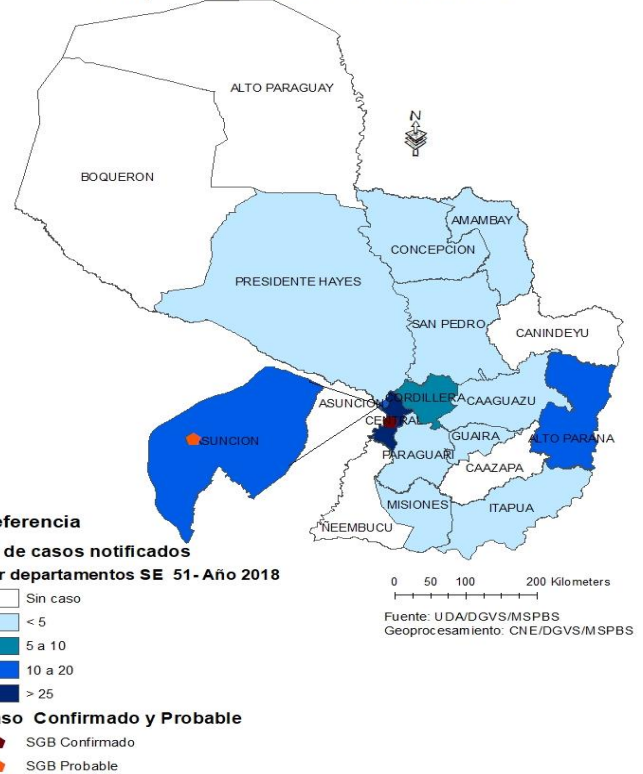 ALTO PARAGUAY
N
BOQUERON
AMAMBAY
CONCEPCION
PRESIDENTE HAYES
SAN PEDRO
CANINDEYU
ASUNCION
CORDILLERA
CAAGUAZU
CENTRAL
SUNCION
GUAIRA
ALTO PARANA
PARAGUARI
CAAZAPA
MISIONES
ITAPUA
ÑEEMBUCU
eferencia
de casos notificados
r departamentos SE 51- Año 2018
Sin caso
< 5
5 a 10
10 a 20
> 25
aso Confirmado y Probable
SGB Confirmado
SGB Probable
0 50 100 200 Kilometers
Fuente: UDA/DGVS/MSPBS
Geoprocesamiento: CNE/DGVS/MSPBS